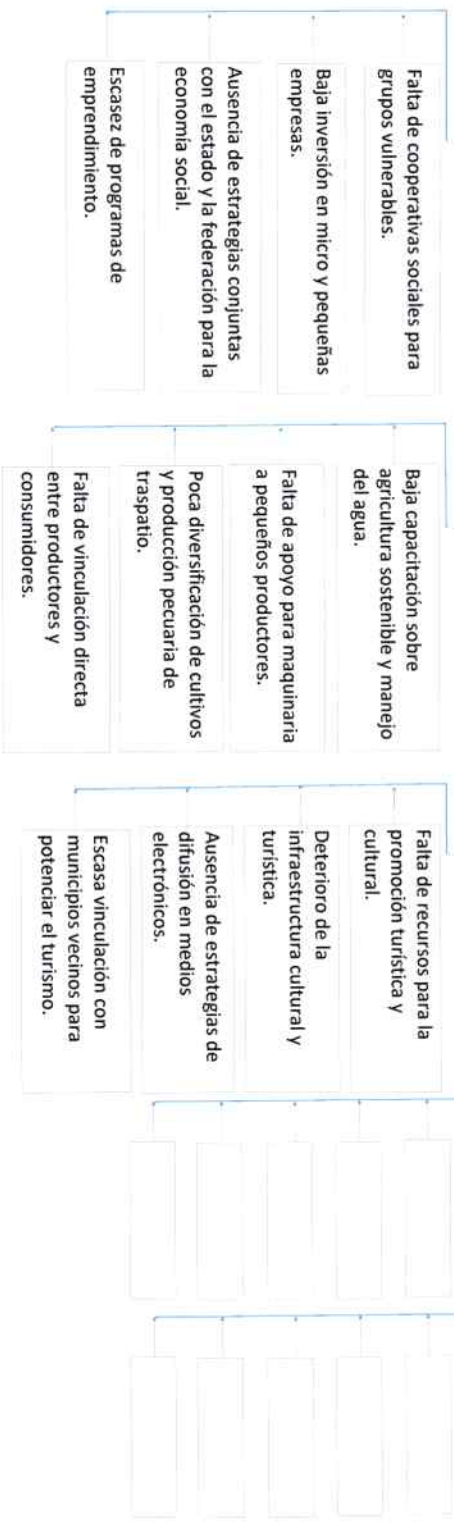 Falta de cooperativas sociales para
grupos vulnerables.
Baja inversión en micro y pequeñas
empresas.
Ausencia de estrategias conjuntas
con el estado y la federación para la
economía social.
Escasez de programas de
emprendimiento.
Baja capacitación sobre
agricultura sostenible y manejo
del agua.
Falta de apoyo para maquinaria
a pequeños productores.
Poca diversificación de cultivos
y producción pecuaria de
traspatio.
Falta de vinculación directa
entre productores y
consumidores.
Falta de recursos para la
promoción turística y
cultural.
Deterioro de la
infraestructura cultural y
turística.
Ausencia de estrategias de
difusión en medios
electrónicos.
Escasa vinculación con
municipios vecinos para
potenciar el turismo.